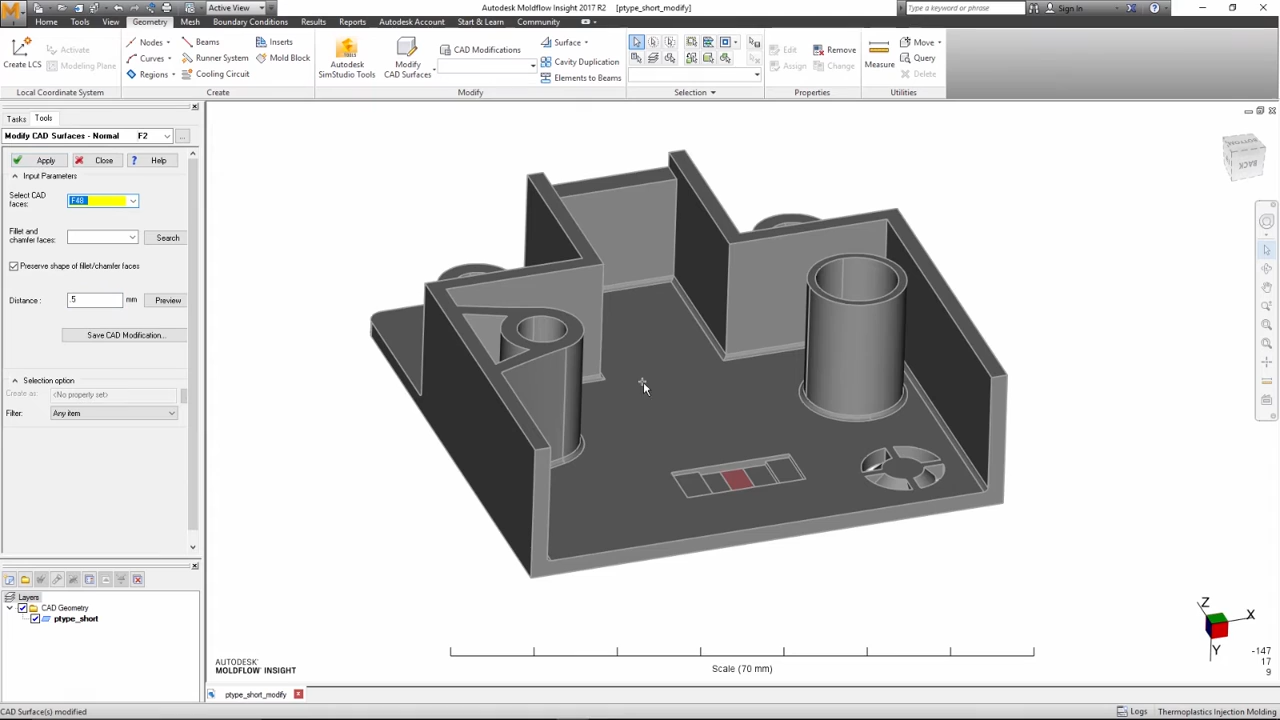 Active View
Autodesk Moldflow Insight 2017 R2 [ptype_short_modify]
Type a keyword or phrase
Sign In
Home Tools View Geometry Mesh Boundary Conditions Results Reports Autodesk Account Start & Learn Community
Create LCS
Activate
Modeling Plane
Local Coordinate System
Nodes
Curves
Regions
Beams
Runner System
Cooling Circuit
Inserts
Mold Block
Create
Autodesk
SimStudio Tools
Modify
CAD Surfaces
CAD Modifications
Surface
Cavity Duplication
Elements to Beams
Modify
Selection
Edit
Assign
Remove
Change
Properties
Measure
Move
Query
Delete
Utilities
Tasks Tools
Modify CAD Surfaces - Normal F2
...
Apply Close ? Help
Input Parameters
Select CAD
faces:
F48
Fillet and
chamfer faces:
Search
Preserve shape of fillet/chamfer faces
Distance :
.5
mm
Preview
Save CAD Modification...
Selection option
Create as: <No property set>
Filter: Any item
Layers
CAD Geometry
ptype_short
BACK
Z
X
Y
-147
17
9
AUTODESK®
MOLDFLOW INSIGHT
Scale (70 mm)
ptype_short_modify
CAD Surface(s) modified
Logs
Thermoplastics Injection Molding